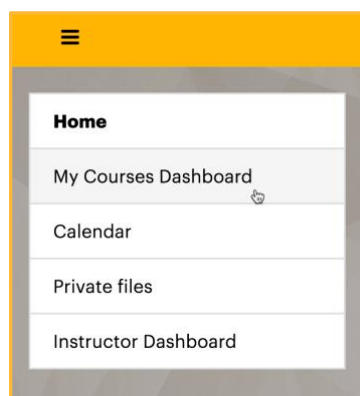 Home
My Courses Dashboard
Calendar
Private files
Instructor Dashboard